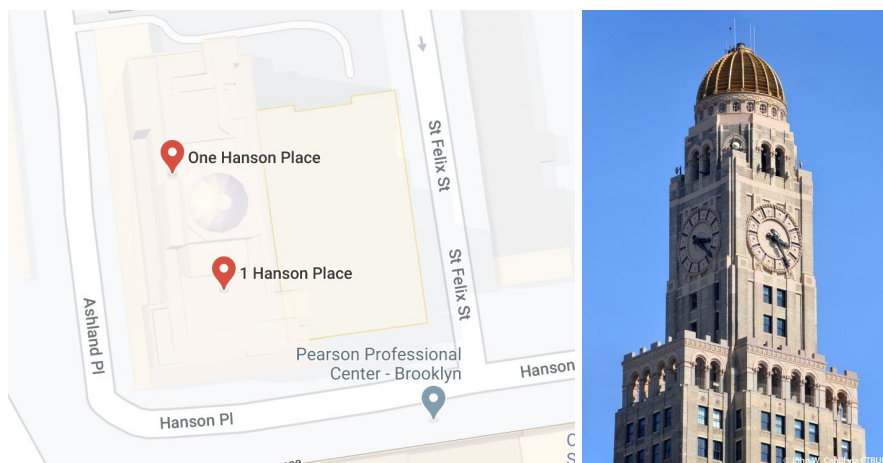 St Felix St
One Hanson Place
St Felix St
1 Hanson Place
Ashland Pl
Pearson Professional
Center - Brooklyn
Hanson
Hanson Pl